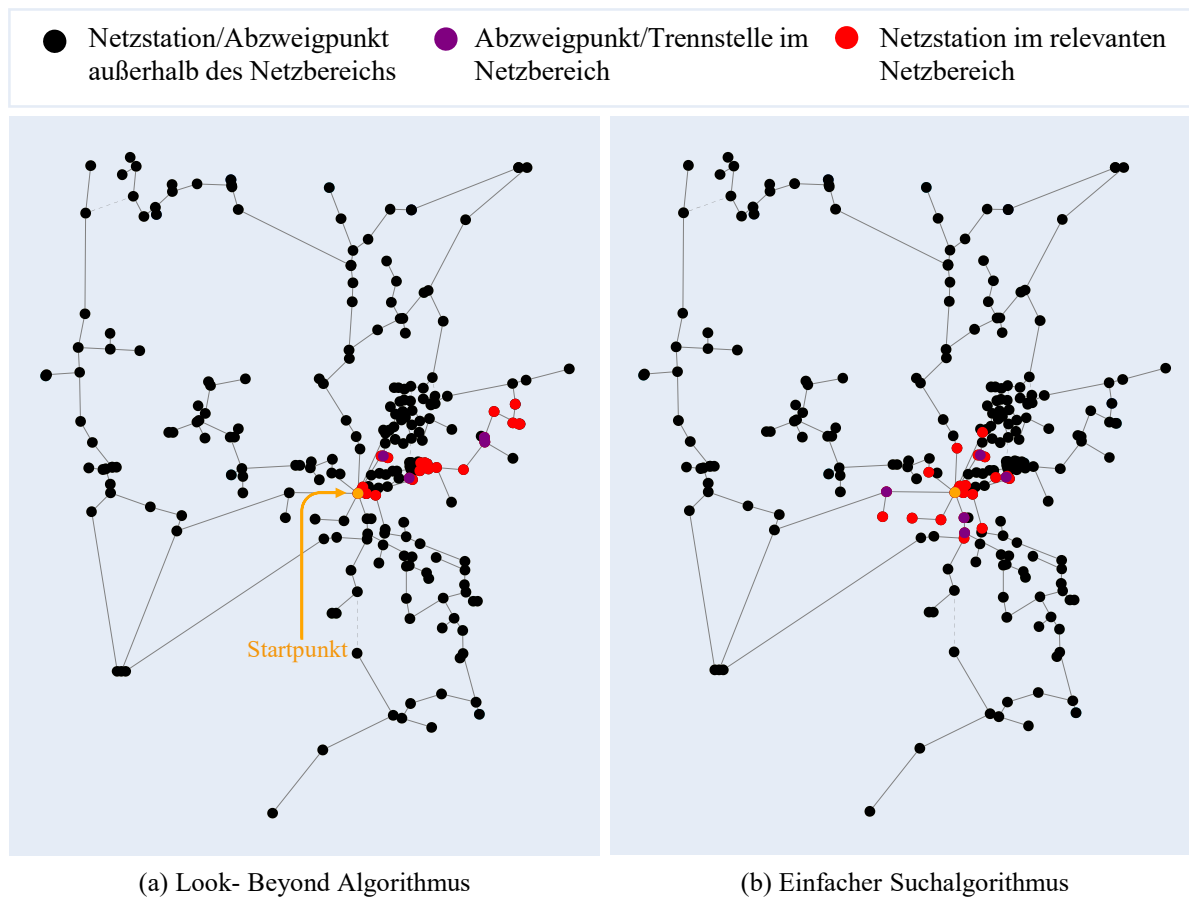 Netzstation/Abzweigpunkt
außerhalb des Netzbereichs
Abzweigpunkt/Trennstelle im
Netzbereich
Netzstation im relevanten
Netzbereich
Startpunkt
(a) Look- Beyond Algorithmus
(b) Einfacher Suchalgorithmus